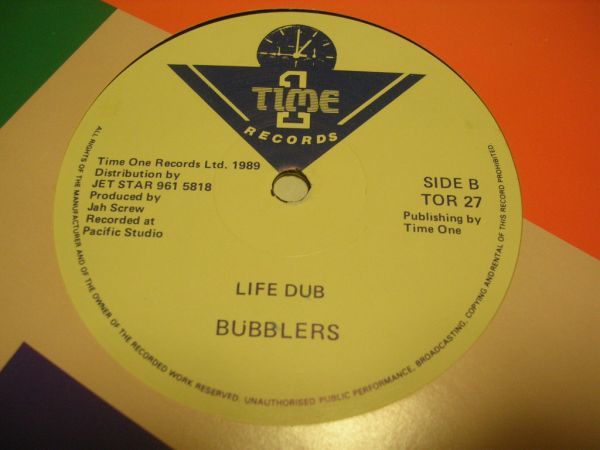 TIME
1
RECORDS
Time One Records Ltd. 1989
Distribution by
JET STAR 961 5818
Produced by
Jah Screw
Recorded at
Pacific Studio
SIDE B
TOR 27
Publishing by
Time One
LIFE DUB
BUBBLERS
ALL RIGHTS OF THE MANUFACTURER AND OF THE OWNER OF THE RECORDED WORK RESERVED. UNAUTHORISED PUBLIC PERFORMANCE, BROADCASTING, COPYING AND RENTAL OF THIS RECORD PROHIBITED.